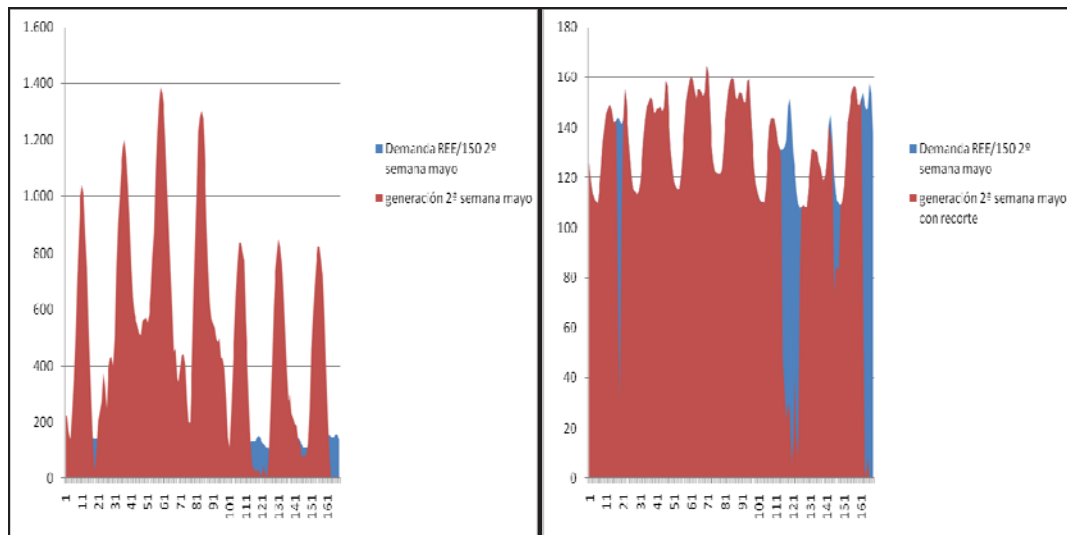 1.600
1.400
1.200
1.000
800
600
400
200
0
1 11 21 31 41 51 61 71 81 91 101 111 121 131 141 151 161
Demanda REE/150 2º
semana mayo
generación 2ª semana mayo
180
160
140
120
100
80
60
40
20
0
1 11 21 31 41 51 61 71 81 91 101 111 121 131 141 151 161
Demanda REE/150 2º
semana mayo
generación 2ª semana mayo
con recorte